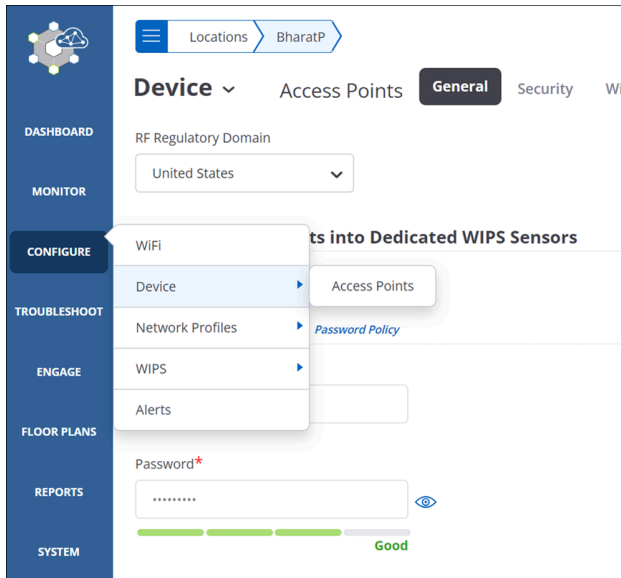 Locations
BharatP
Device
Access Points
General
Security
DASHBOARD
MONITOR
CONFIGURE
TROUBLESHOOT
ENGAGE
FLOOR PLANS
REPORTS
SYSTEM
RF Regulatory Domain
United States
ts into Dedicated WIPS Sensors
WiFi
Device
Access Points
Network Profiles
Password Policy
WIPS
Alerts
Password*
•••••••••
Good